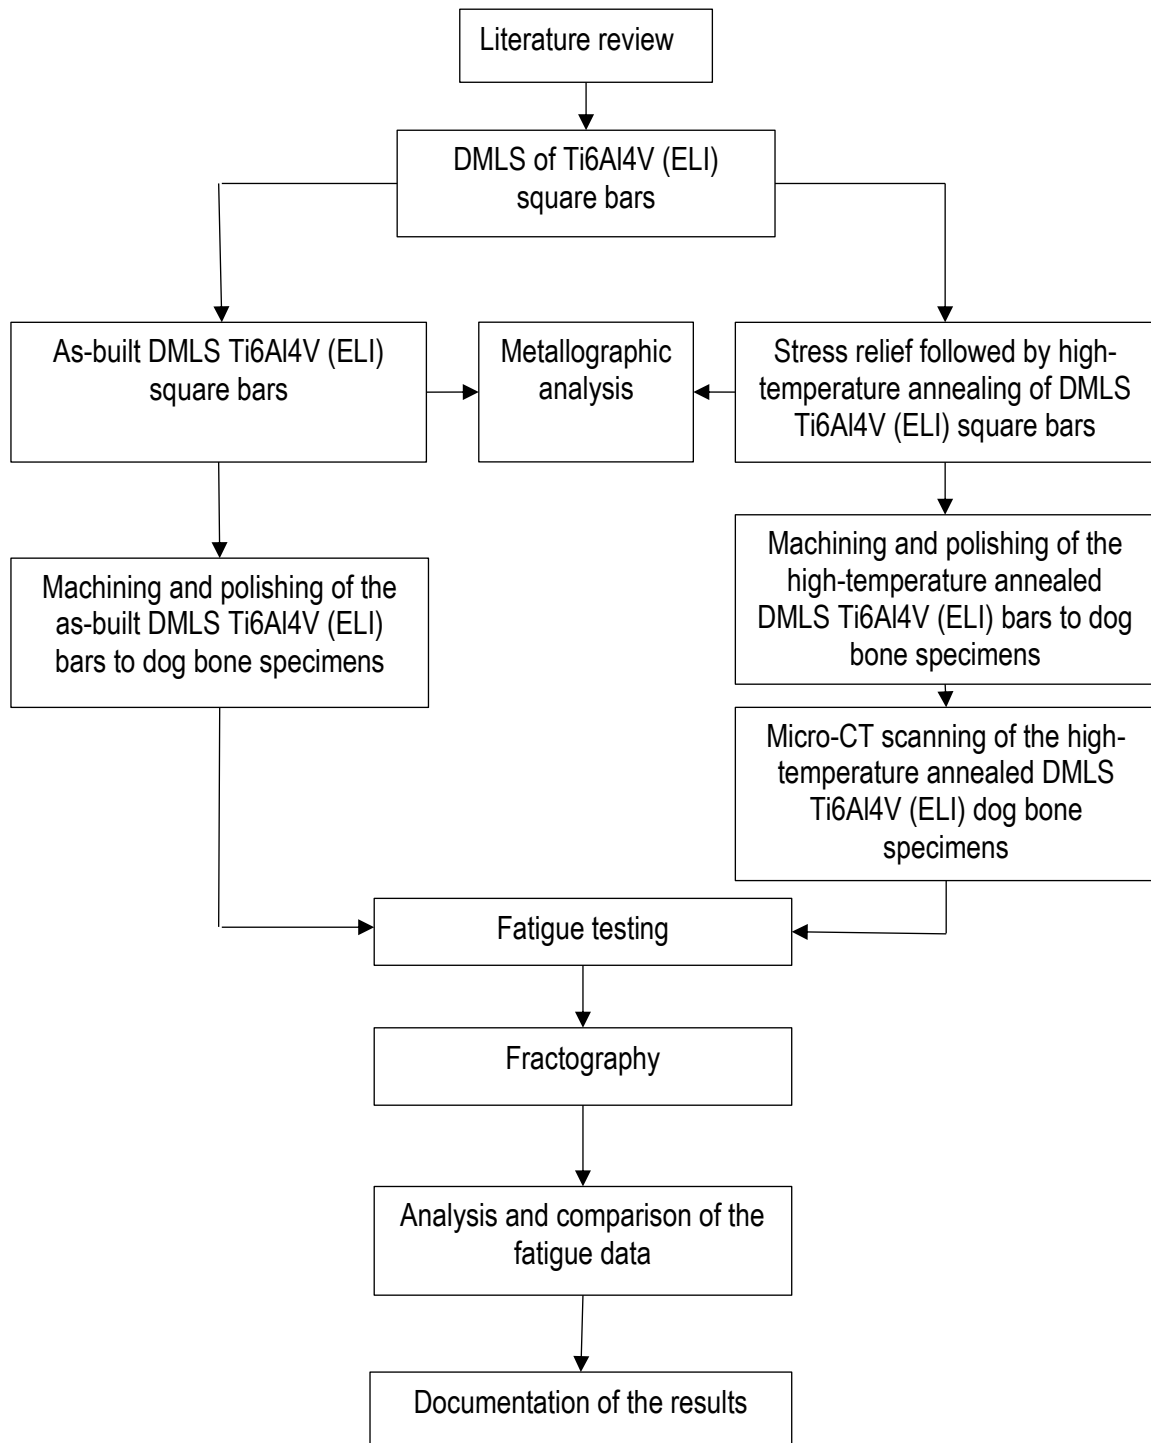 Literature review
DMLS of Ti6Al4V (ELI)
square bars
As-built DMLS Ti6Al4V (ELI)
square bars
Metallographic
analysis
Stress relief followed by high-
temperature annealing of DMLS
Ti6Al4V (ELI) square bars
Machining and polishing of the
as-built DMLS Ti6Al4V (ELI)
bars to dog bone specimens
Machining and polishing of the
high-temperature annealed
DMLS Ti6Al4V (ELI) bars to dog
bone specimens
Micro-CT scanning of the high-
temperature annealed DMLS
Ti6Al4V (ELI) dog bone
specimens
Fatigue testing
Fractography
Analysis and comparison of the
fatigue data
Documentation of the results